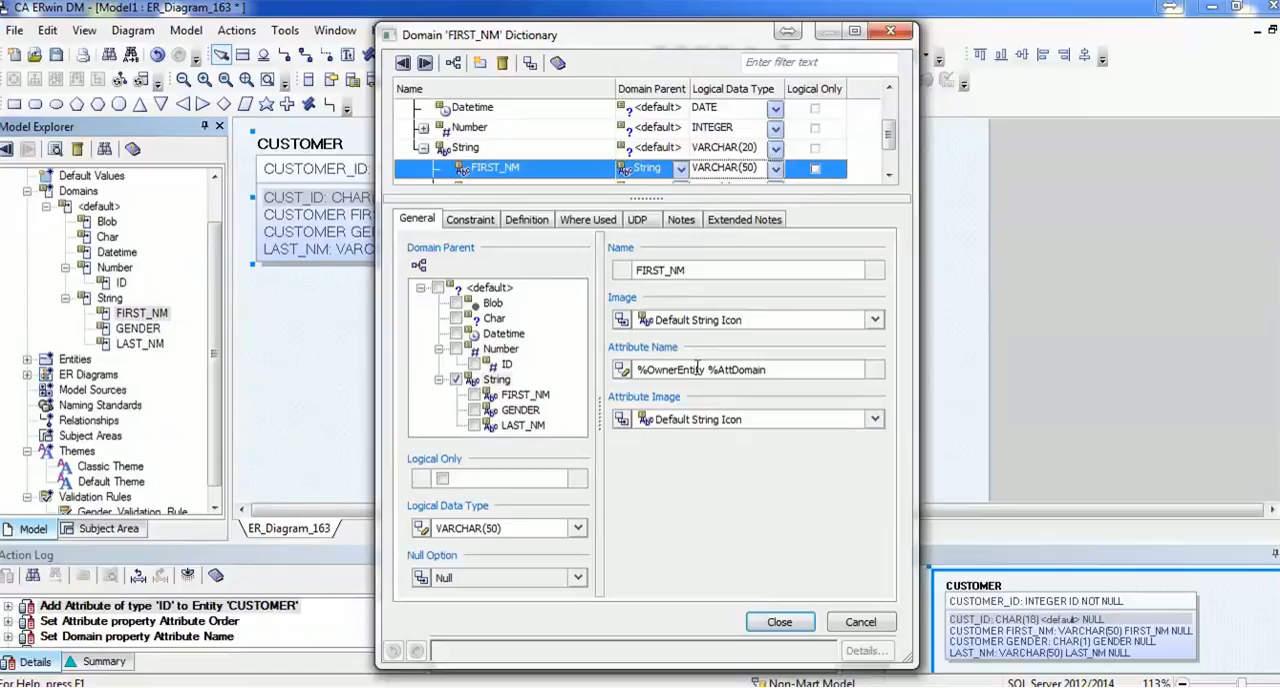 CA ERwin DM - [Model1 : ER_Diagram_163 * ]
File Edit View Diagram Model Actions Tools Window
Model Explorer
Default Values
Domains
<default>
Blob
Char
Datetime
Number
ID
String
FIRST_NM
GENDER
LAST_NM
Entities
ER Diagrams
Model Sources
Naming Standards
Relationships
Subject Areas
Themes
Classic Theme
Default Theme
Validation Rules
Gender Validation Rule
Model Subject Area
CUSTOMER
CUSTOMER_ID:
CUST_ID: CHAR(
CUSTOMER FIR
CUSTOMER GE
LAST_NM: VARC
ER_Diagram_163
Domain 'FIRST_NM' Dictionary
Enter filter text
Name Domain Parent Logical Data Type Logical Only
Datetime <default> DATE
Number <default> INTEGER
String <default> VARCHAR(20)
FIRST_NM String VARCHAR(50)
General Constraint Definition Where Used UDP Notes Extended Notes
Domain Parent
<default>
Blob
Char
Datetime
Number
ID
String
FIRST_NM
GENDER
LAST_NM
Logical Only
Logical Data Type
VARCHAR(50)
Null Option
Null
Name
FIRST_NM
Image
Default String Icon
Attribute Name
%OwnerEntity %AttDomain
Attribute Image
Default String Icon
Close Cancel
Details...
Action Log
Add Attribute of type 'ID' to Entity 'CUSTOMER'
Set Attribute property Attribute Order
Set Domain property Attribute Name
Details Summary
CUSTOMER
CUSTOMER_ID: INTEGER ID NOT NULL
CUST_ID: CHAR(18) <default> NULL
CUSTOMER FIRST_NM: VARCHAR(50) FIRST_NM NULL
CUSTOMER GENDER: CHAR(1) GENDER NULL
LAST_NM: VARCHAR(50) LAST_NM NULL
For Help, press F1
Non-Mart Model
SQL Server 2012/2014
113%